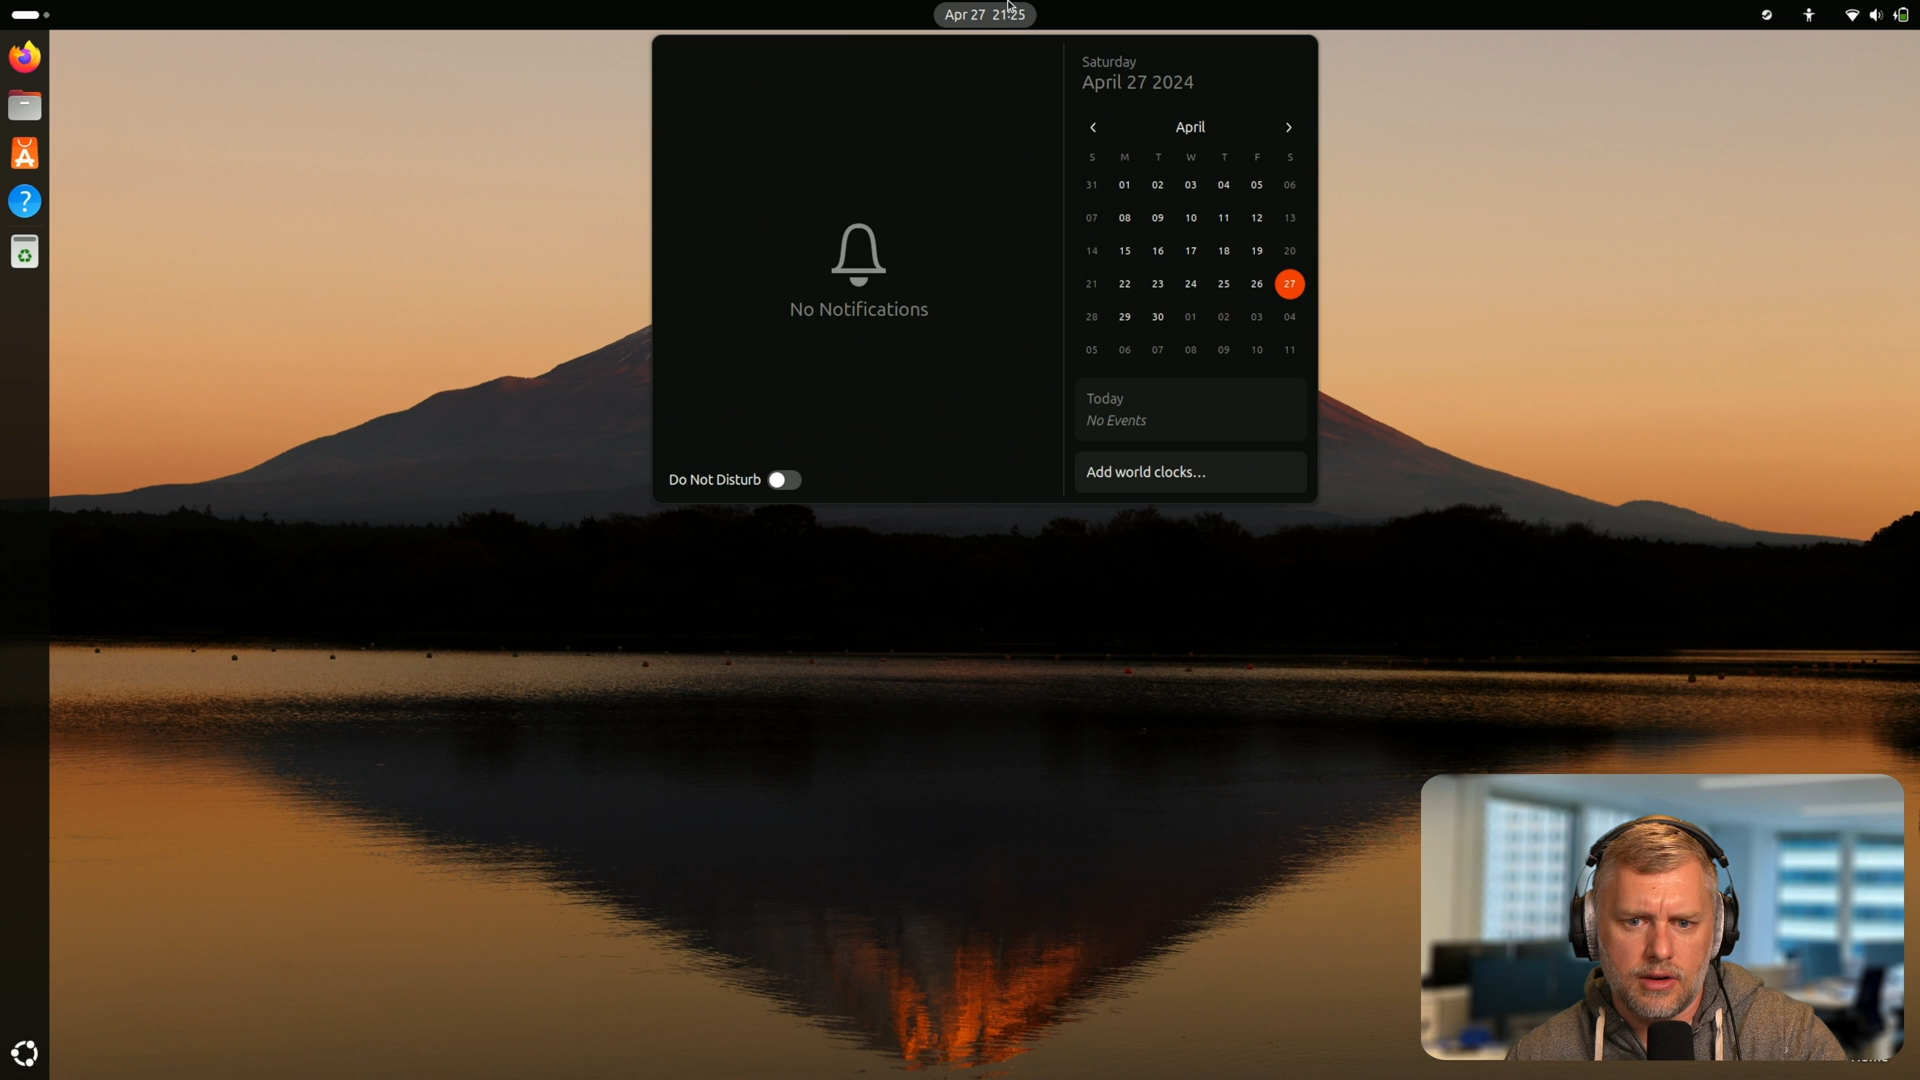 Apr 27 21:25
Saturday
April 27 2024
April
S M T W T F S
31 01 02 03 04 05 06
07 08 09 10 11 12 13
14 15 16 17 18 19 20
21 22 23 24 25 26 27
28 29 30 01 02 03 04
05 06 07 08 09 10 11
No Notifications
Today
No Events
Do Not Disturb
Add world clocks...